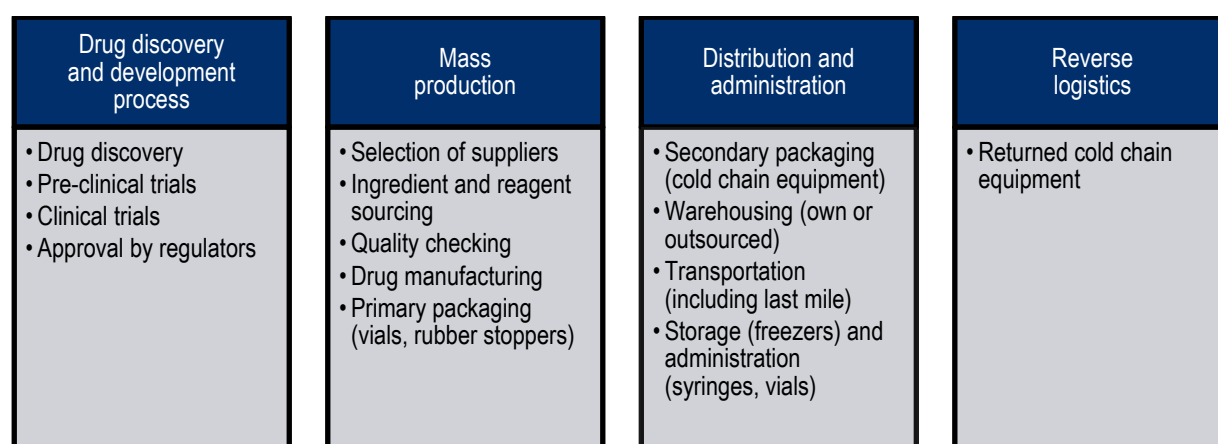 Drug discovery
and development
process
• Drug discovery
• Pre-clinical trials
• Clinical trials
• Approval by regulators
Mass
production
• Selection of suppliers
• Ingredient and reagent
sourcing
• Quality checking
• Drug manufacturing
• Primary packaging
(vials, rubber stoppers)
Distribution and
administration
• Secondary packaging
(cold chain equipment)
• Warehousing (own or
outsourced)
• Transportation
(including last mile)
• Storage (freezers) and
administration
(syringes, vials)
Reverse
logistics
• Returned cold chain
equipment